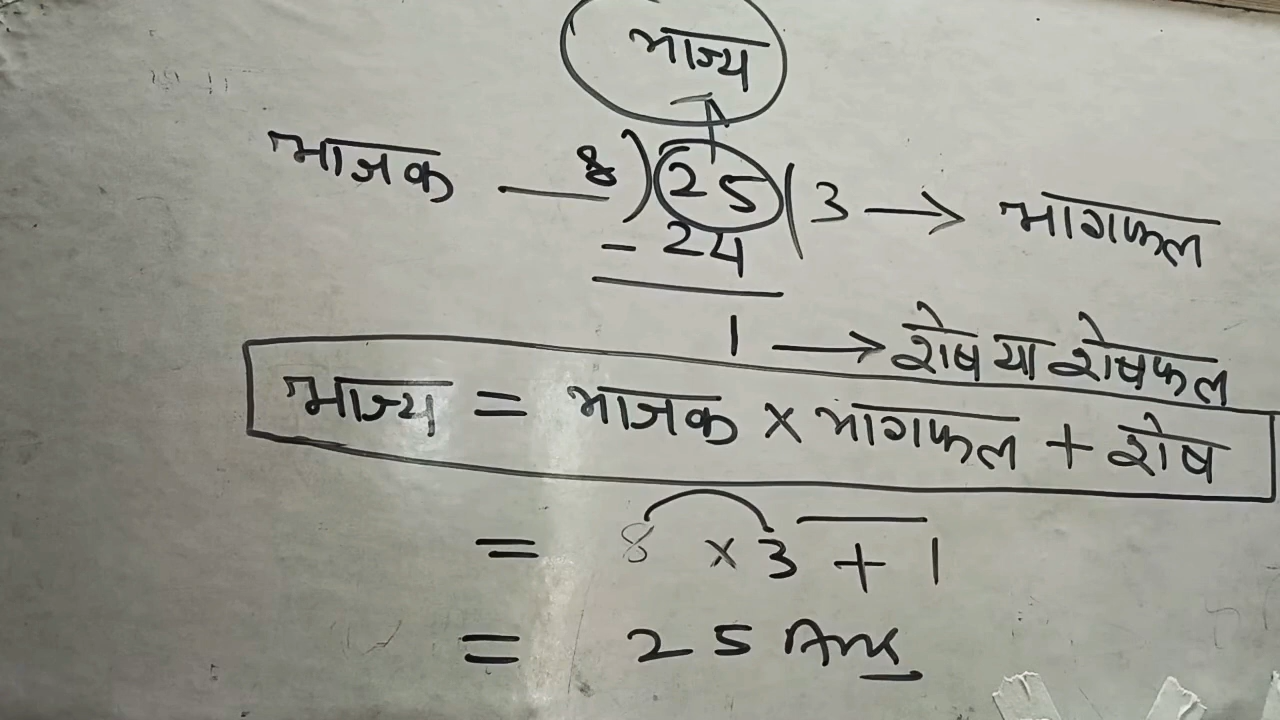 भाज्य
भाजक — 8 ) 25 ( 3 → भागफल
- 24
1 → शेष या शेषफल
भाज्य = भाजक × भागफल + शेष
= 8 × 3 + 1
= 25 Ans